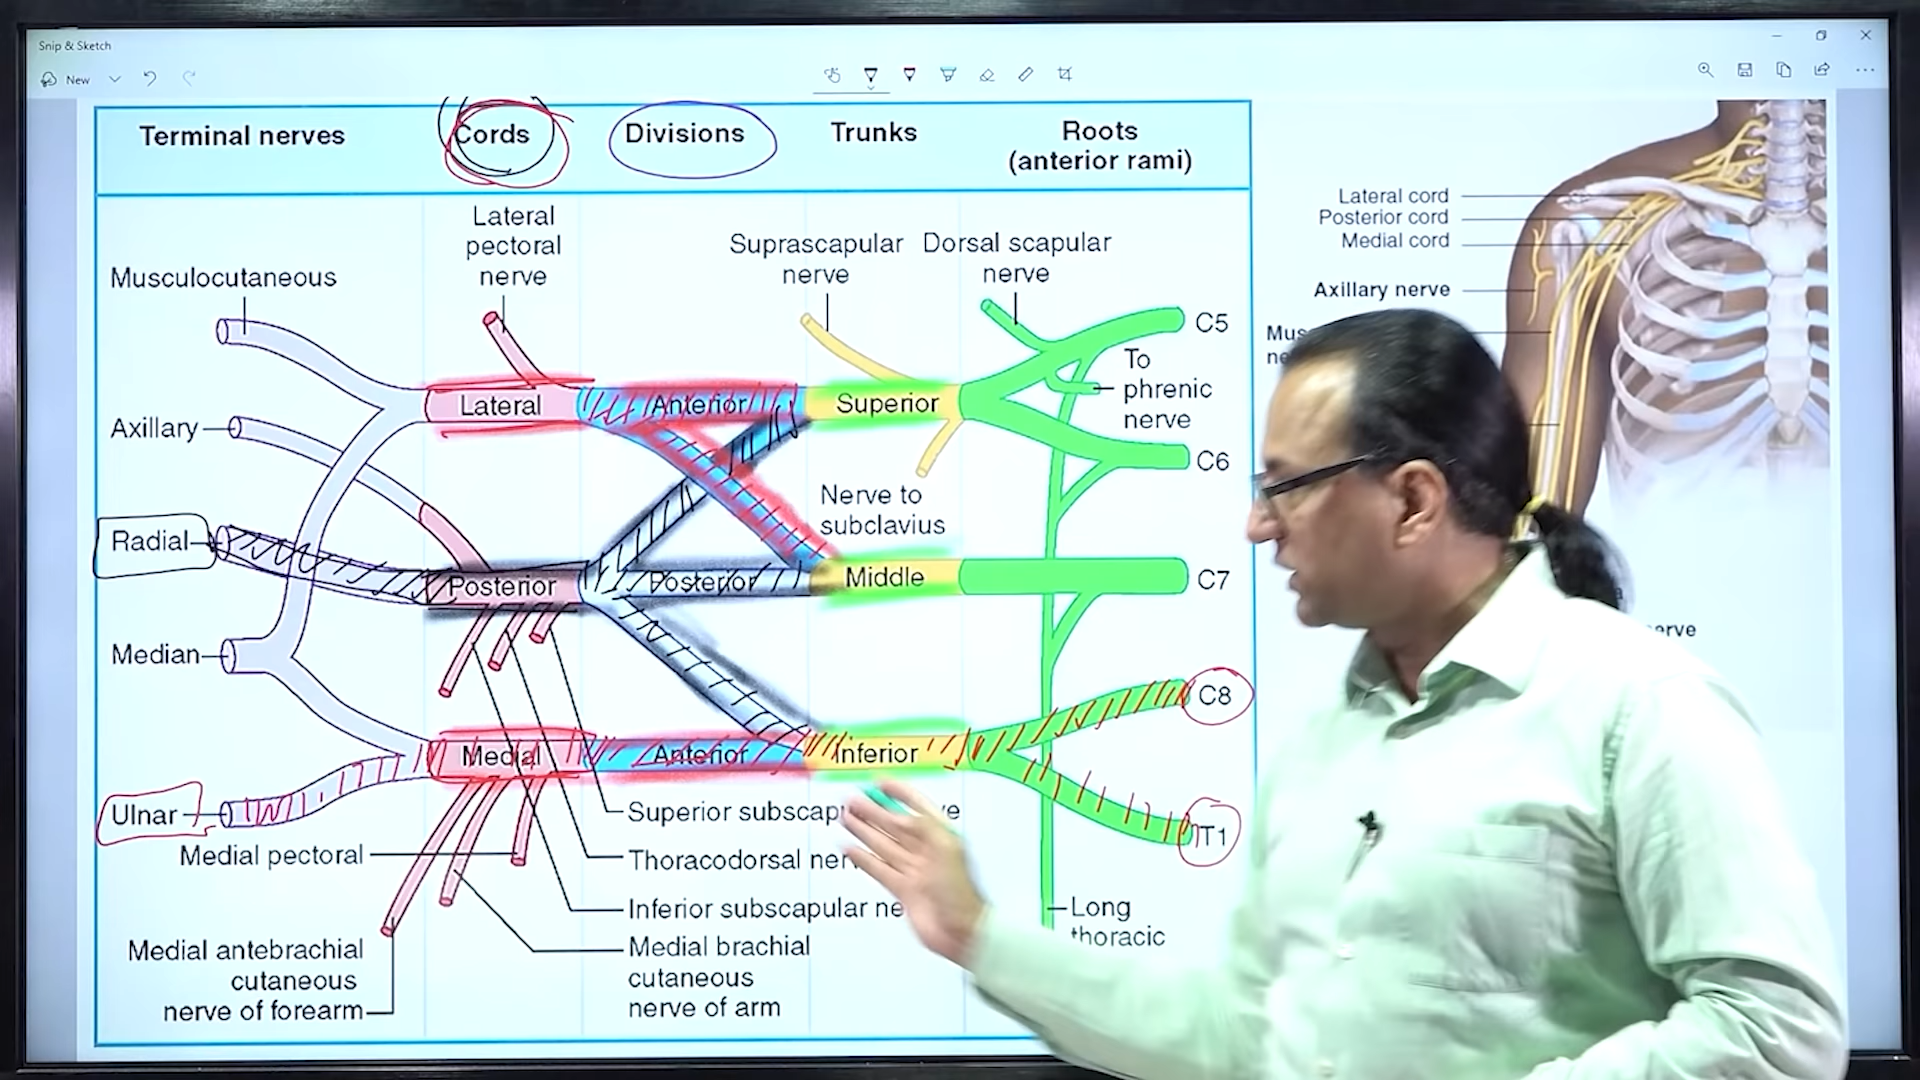 Snip & Sketch
New
Terminal nerves
Cords
Divisions
Trunks
Roots
(anterior rami)
Lateral
pectoral
nerve
Suprascapular
nerve
Dorsal scapular
nerve
Musculocutaneous
C5
To
phrenic
nerve
Lateral
Anterior
Superior
Axillary
C6
Nerve to
subclavius
Radial
Posterior
Posterior
Middle
C7
Median
C8
Medial
Anterior
Inferior
Ulnar
T1
Superior
Medial pectoral
Thoracodorsal
Inferior subscapular
Long
thoracic
Medial antebrachial
cutaneous
nerve of forearm
Medial brachial
cutaneous
nerve of arm
Lateral cord
Posterior cord
Medial cord
Axillary nerve